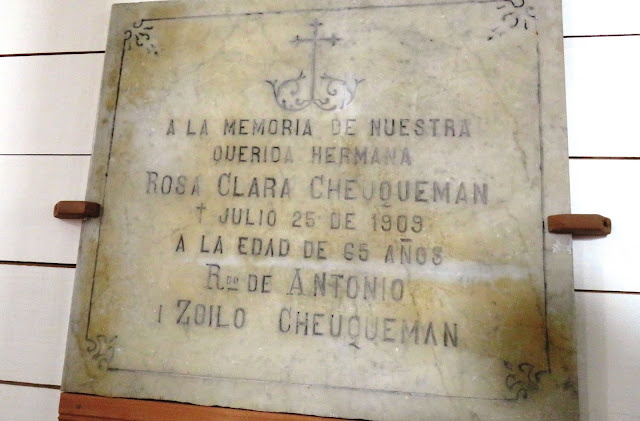 A LA MEMORIA DE NUESTRA
QUERIDA HERMANA
ROSA CLARA CHEUQUEMAN
† JULIO 25 DE 1909
A LA EDAD DE 65 AÑOS
Rdo DE ANTONIO
I ZOILO CHEUQUEMAN